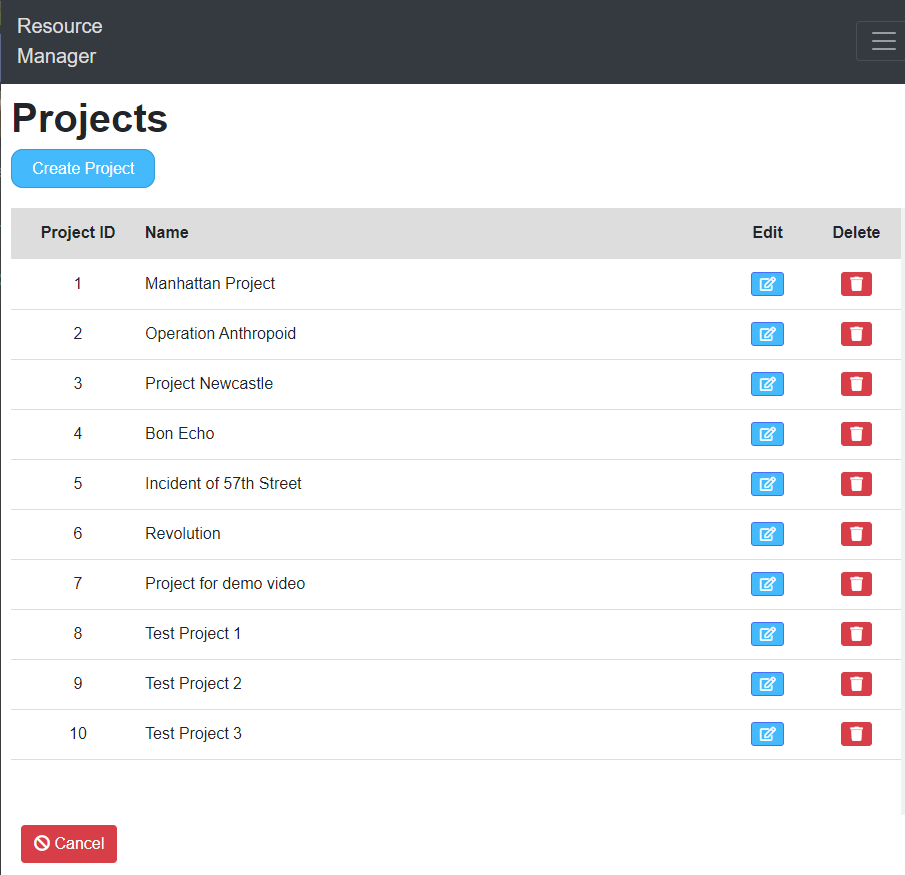 Resource
Manager
Projects
Create Project
Project ID Name Edit Delete
1 Manhattan Project
2 Operation Anthropoid
3 Project Newcastle
4 Bon Echo
5 Incident of 57th Street
6 Revolution
7 Project for demo video
8 Test Project 1
9 Test Project 2
10 Test Project 3
Cancel